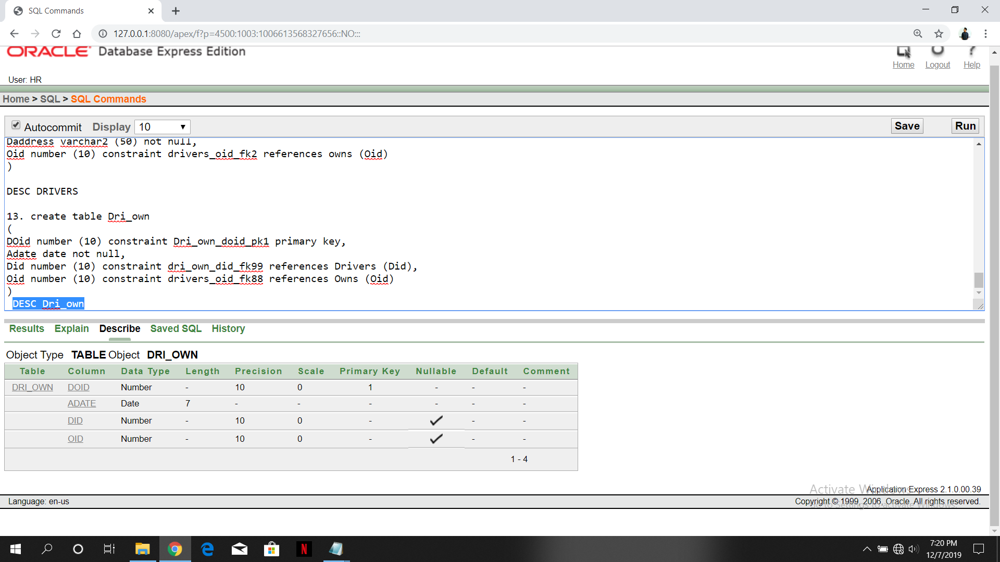 SQL Commands
127.0.0.1:8080/apex/f?p=4500:1003:1006613568327656::NO:::
ORACLE Database Express Edition
Home Logout Help
User: HR
Home > SQL > SQL Commands
Autocommit Display 10 Save Run
Daddress varchar2 (50) not null,
Oid number (10) constraint drivers_oid_fk2 references owns (Oid)
)
DESC DRIVERS
13. create table Dri_own
(
DOid number (10) constraint Dri_own_doid_pk1 primary key,
Adate date not null,
Did number (10) constraint dri_own_did_fk99 references Drivers (Did),
Oid number (10) constraint drivers_oid_fk88 references Owns (Oid)
)
DESC Dri_own
Results Explain Describe Saved SQL History
Object Type TABLE Object DRI_OWN
Table Column Data Type Length Precision Scale Primary Key Nullable Default Comment
DRI_OWN DOID Number - 10 0 1 - - -
ADATE Date 7 - - - - - -
DID Number - 10 0 - - -
OID Number - 10 0 - - -
1 - 4
Activate Windows
Application Express 2.1.0.00.39
Language: en-us
Copyright © 1999, 2006, Oracle. All rights reserved.
Go to Settings to activate Windows.
7:20 PM
12/7/2019